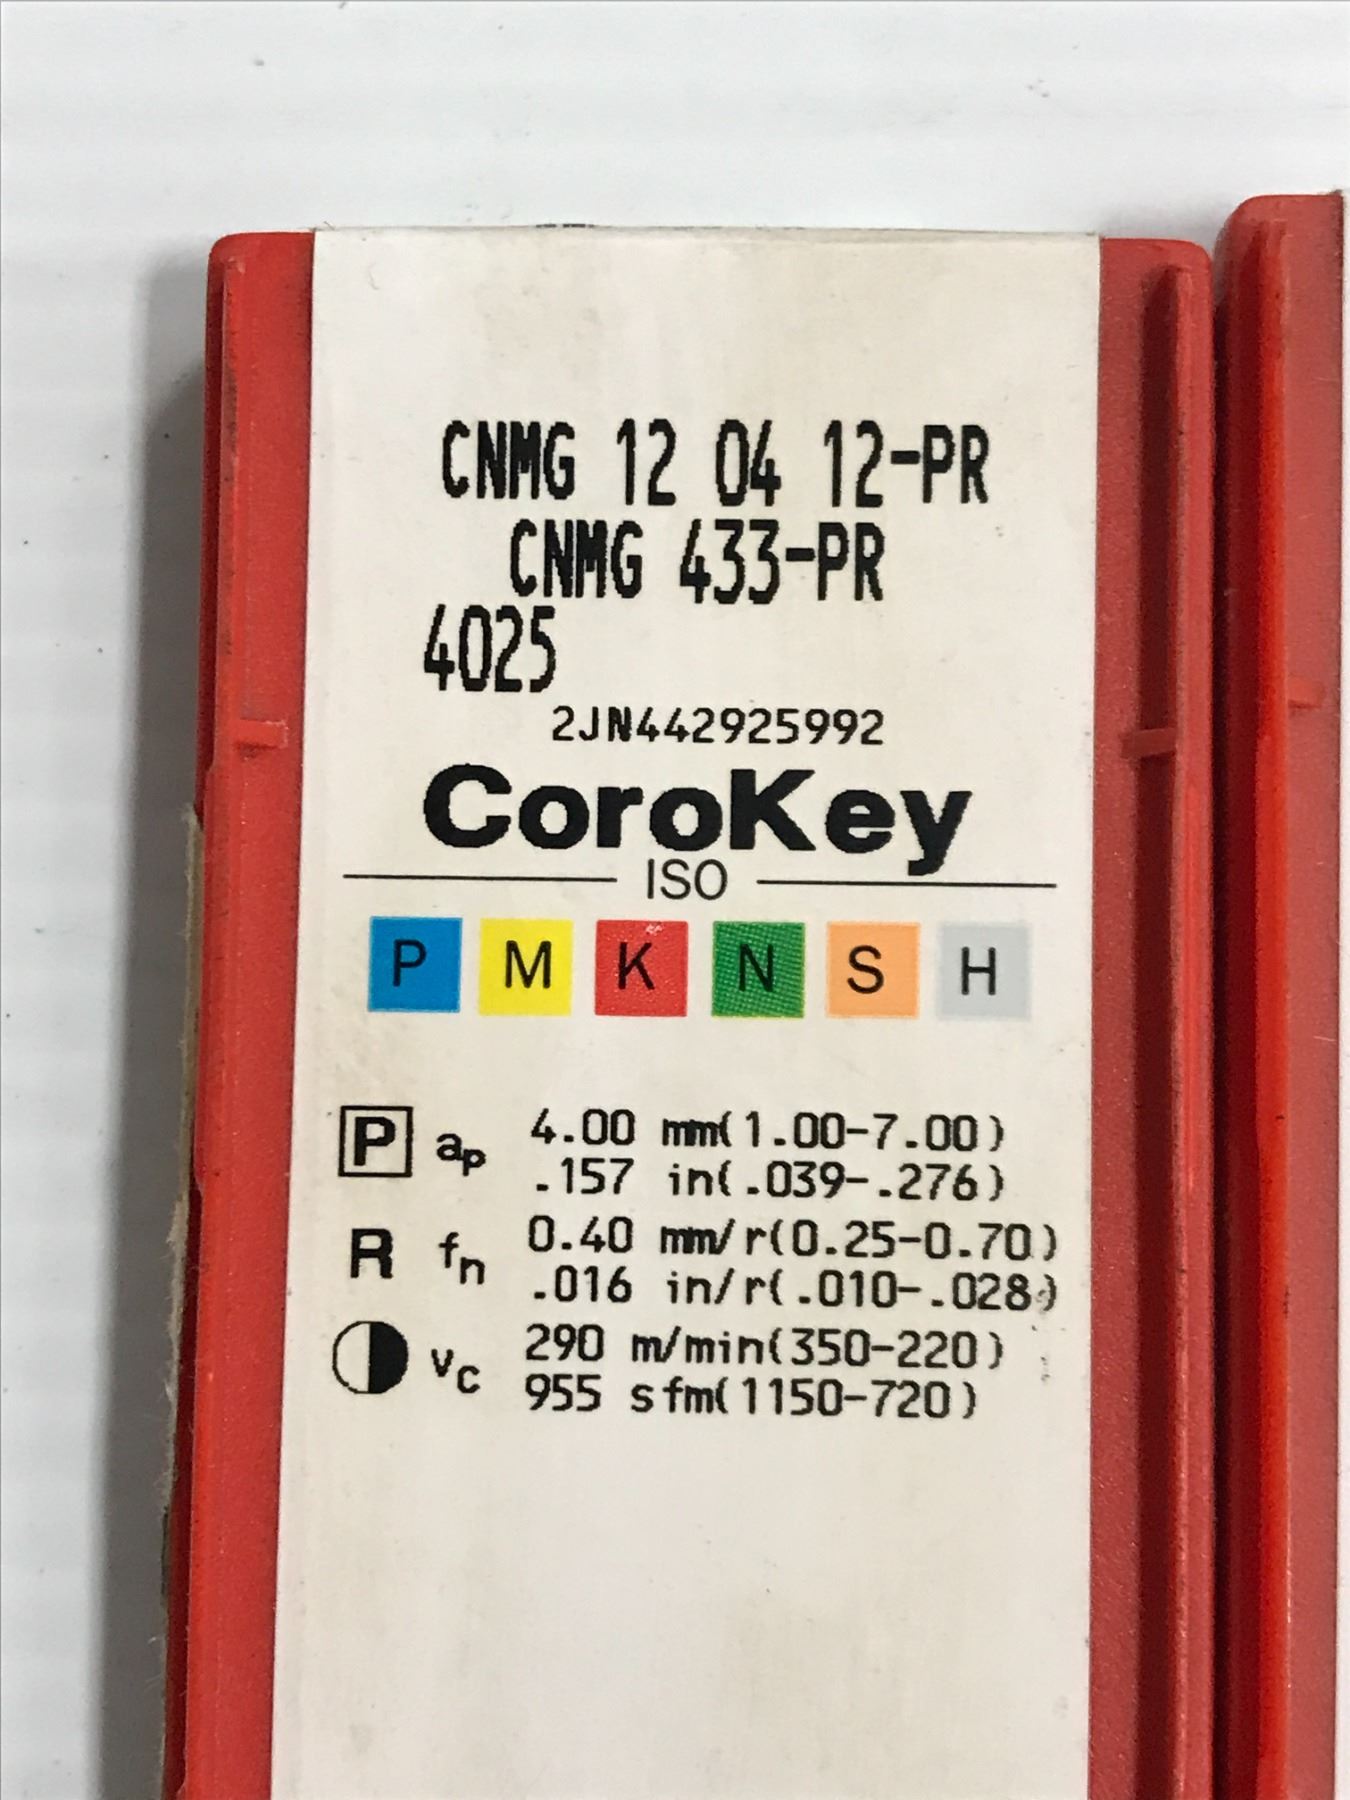 CNMG 12 04 12-PR
CNMG 433-PR
4025
2JN442925992
CoroKey
ISO
P M K N S H
P ap 4.00 mm(1.00-7.00)
.157 in(.039-.276)
R fn 0.40 mm/r(0.25-0.70)
.016 in/r(.010-.028)
vc 290 m/min(350-220)
955 sfm(1150-720)